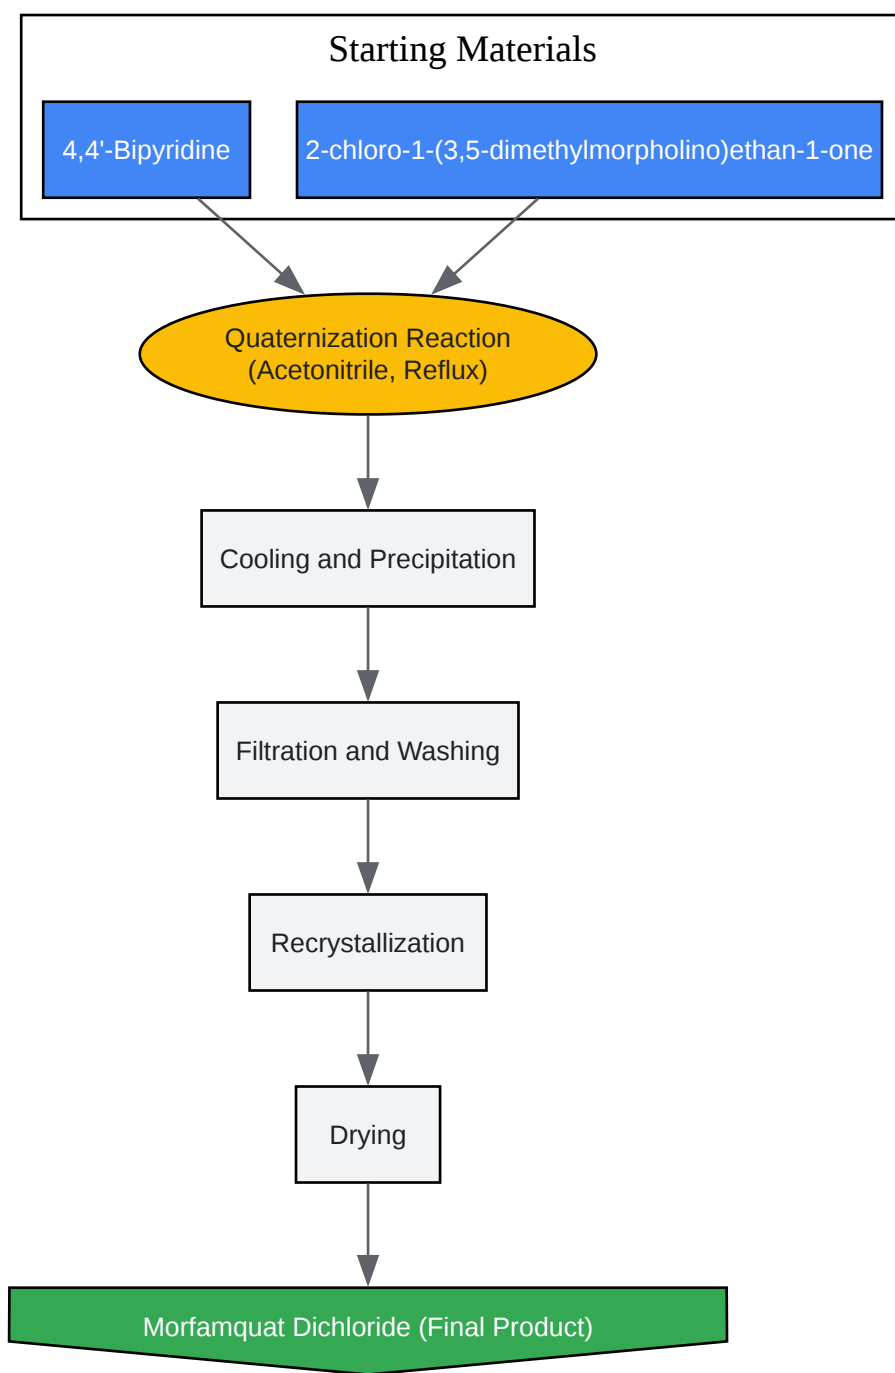 Starting Materials
4,4'-Bipyridine
2-chloro-1-(3,5-dimethylmorpholino)ethan-1-one
Quaternization Reaction
(Acetonitrile, Reflux)
Cooling and Precipitation
Filtration and Washing
Recrystallization
Drying
Morfamquat Dichloride (Final Product)